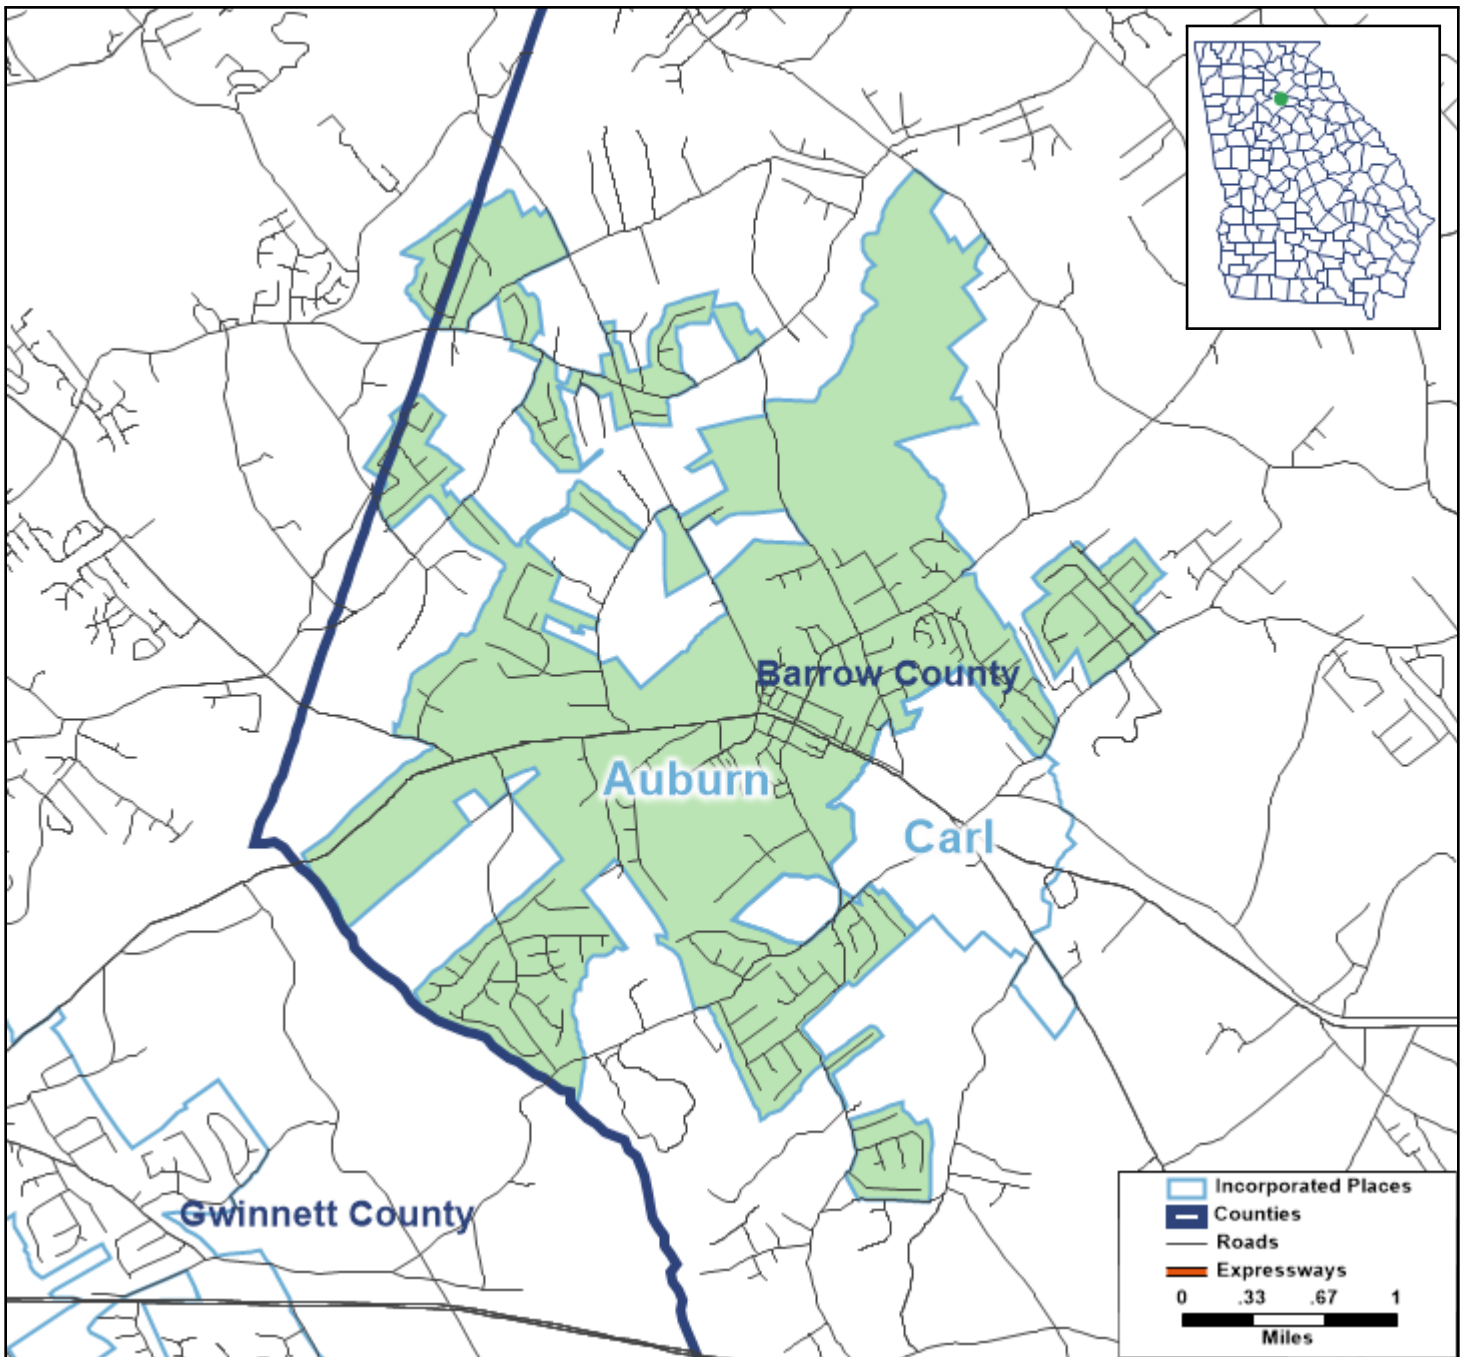 Barrow County
Auburn
Carl
Gwinnett County
Incorporated Places
Counties
Roads
Expressways
0 .33 .67 1
Miles